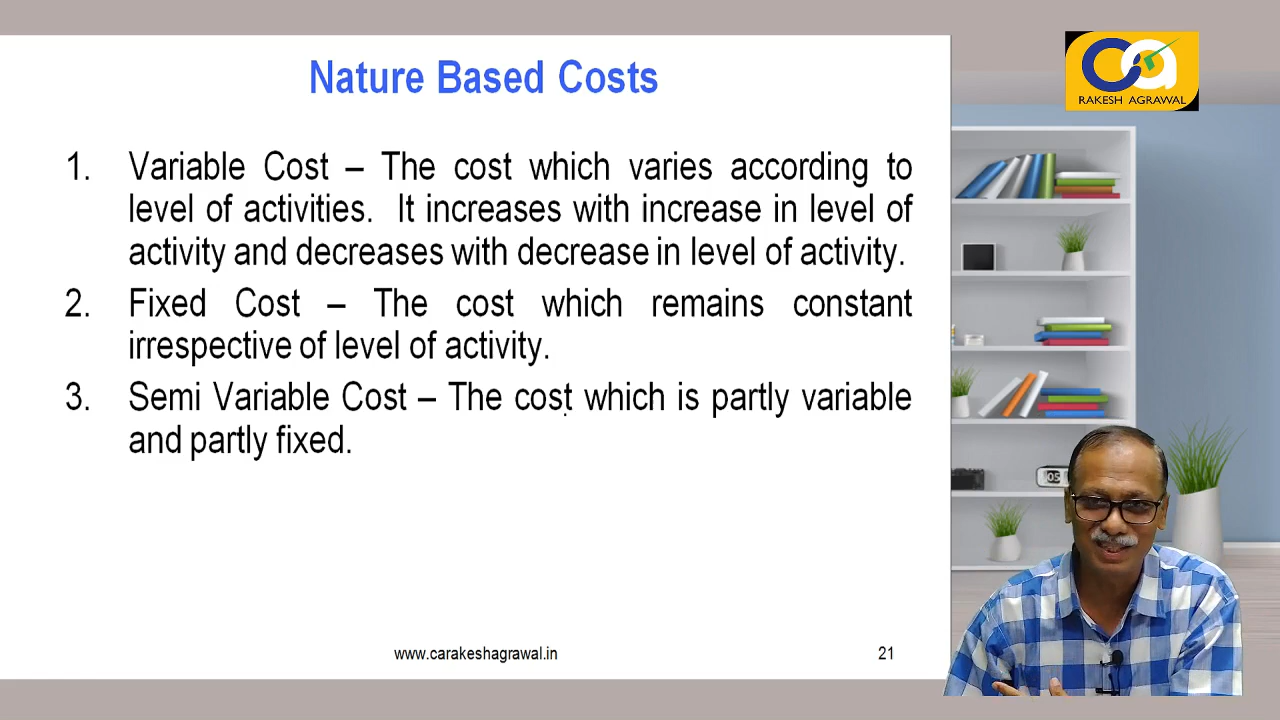 Nature Based Costs
1. Variable Cost – The cost which varies according to
level of activities. It increases with increase in level of
activity and decreases with decrease in level of activity.
2. Fixed Cost – The cost which remains constant
irrespective of level of activity.
3. Semi Variable Cost – The cost which is partly variable
and partly fixed.
www.carakeshagrawal.in 21
ca
RAKESH AGRAWAL
05